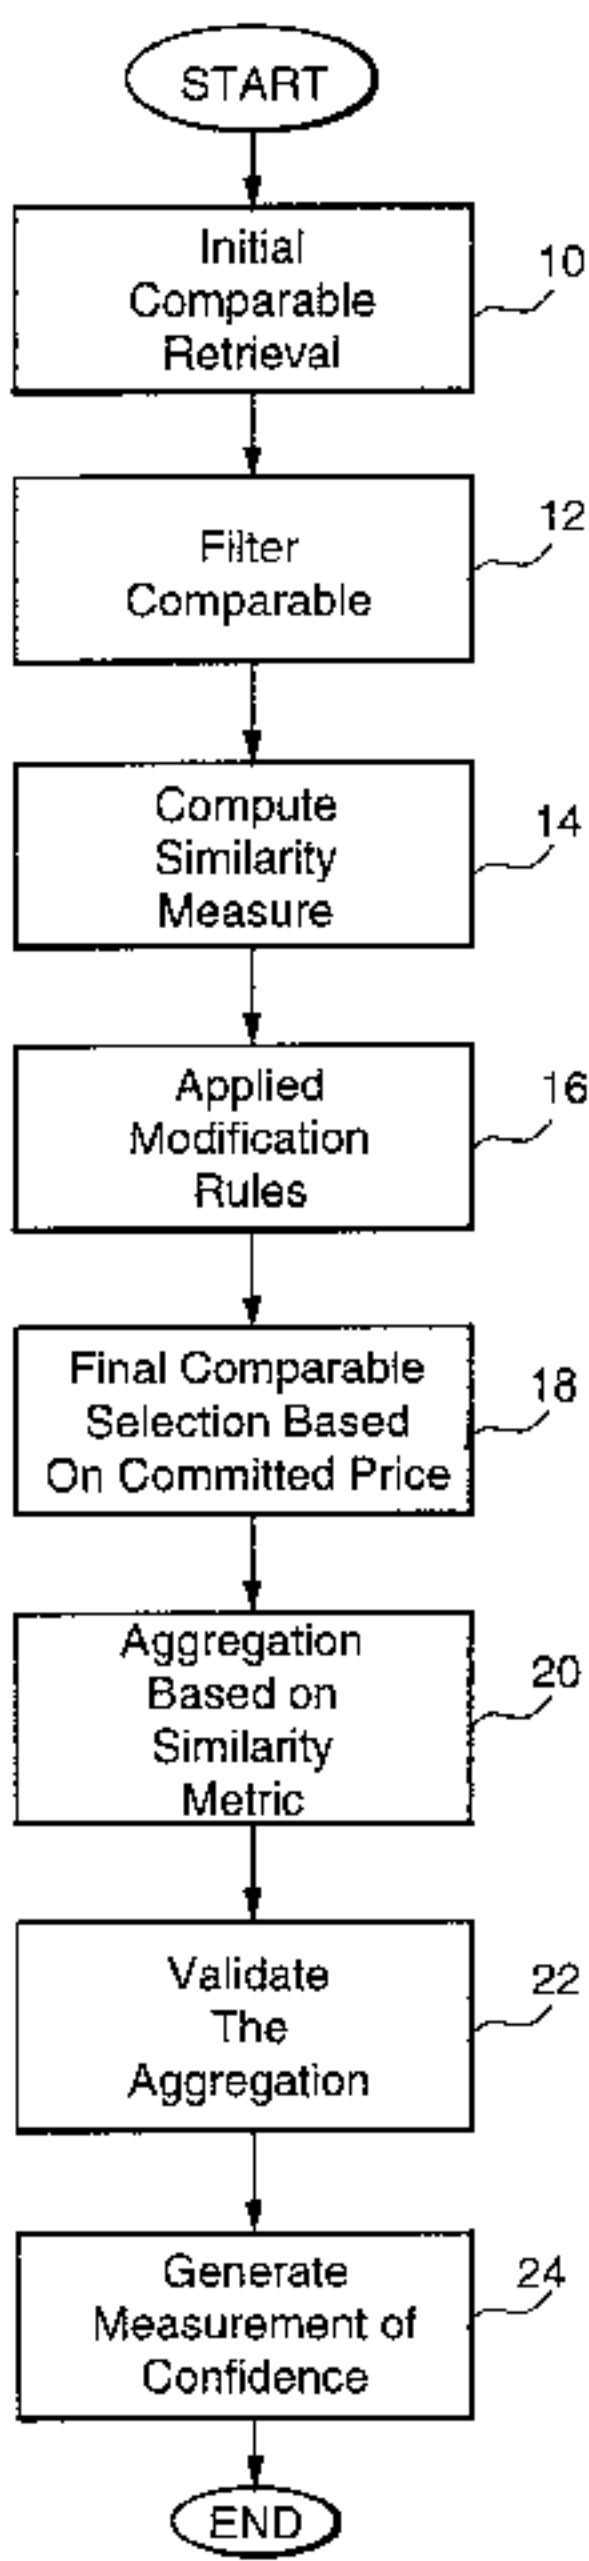 START
Initial
Comparable
Retrieval
10
Filter
Comparable
12
Compute
Similarity
Measure
14
Applied
Modification
Rules
16
Final Comparable
Selection Based
On Committed Price
18
Aggregation
Based on
Similarity
Metric
20
Validate
The
Aggregation
22
Generate
Measurement of
Confidence
24
END